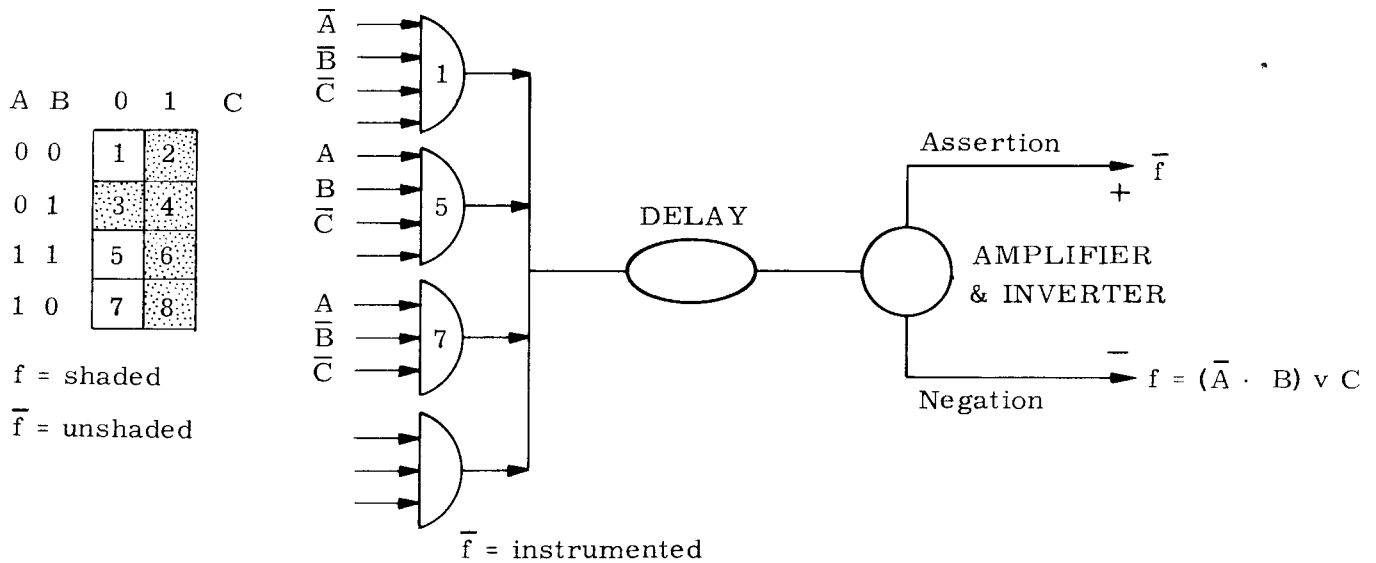 A B 0 1 C
0 0 1 2
0 1 3 4
1 1 5 6
1 0 7 8
f = shaded
f̅ = unshaded
A̅
B̅
C̅
1
A
B
C̅
5
A
B̅
C̅
7
f̅ = instrumented
DELAY
Assertion
f̅
+
AMPLIFIER
& INVERTER
−
f = (A̅ · B) v C
Negation